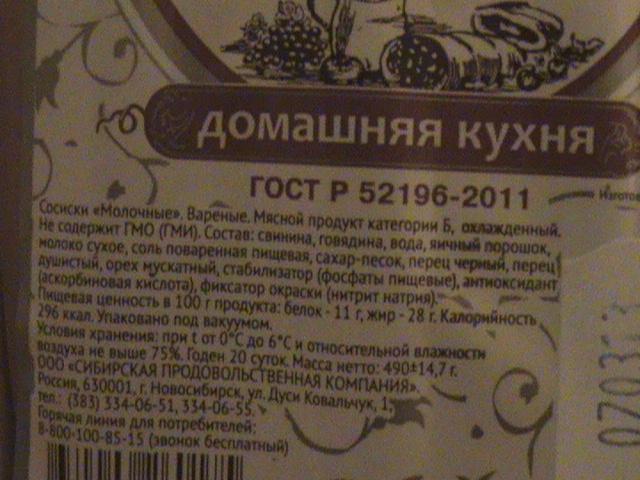 ДОМАШНЯЯ КУХНЯ
ГОСТ Р 52196-2011
Изготов
Сосиски «Молочные». Вареные. Мясной продукт категории Б, охлажденный.
Не содержит ГМО (ГМИ). Состав: свинина, говядина, вода, яичный порошок,
молоко сухое, соль поваренная пищевая, сахар-песок, перец черный, перец
душистый, орех мускатный, стабилизатор (фосфаты пищевые), антиоксидант
(аскорбиновая кислота), фиксатор окраски (нитрит натрия).
Пищевая ценность в 100 г продукта: белок - 11 г, жир - 28 г. Калорийность
296 ккал. Упаковано под вакуумом.
Условия хранения: при t от 0°С до 6°С и относительной влажности
воздуха не выше 75%. Годен 20 суток. Масса нетто: 490±14,7 г.
ООО «СИБИРСКАЯ ПРОДОВОЛЬСТВЕННАЯ КОМПАНИЯ».
Россия, 630001, г. Новосибирск, ул. Дуси Ковальчук, 1,
тел.: (383) 334-06-51, 334-06-55.
Горячая линия для потребителей:
8-800-100-85-15 (звонок бесплатный)